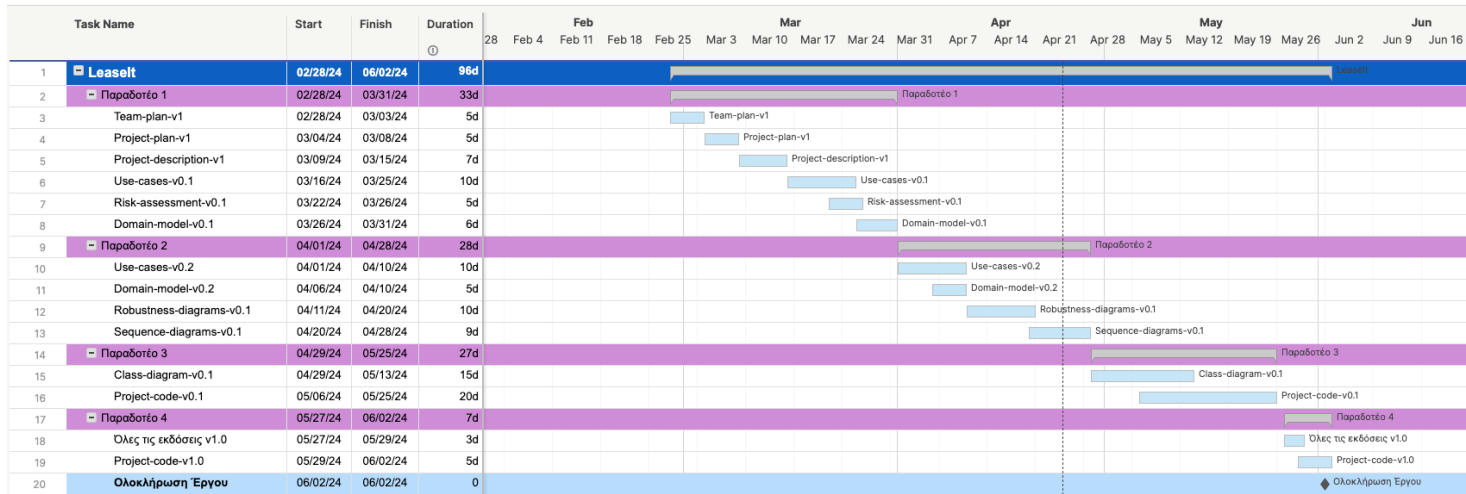 Task Name Start Finish Duration Feb Mar Apr May Jun
28 Feb 4 Feb 11 Feb 18 Feb 25 Mar 3 Mar 10 Mar 17 Mar 24 Mar 31 Apr 7 Apr 14 Apr 21 Apr 28 May 5 May 12 May 19 May 26 Jun 2 Jun 9 Jun 16
1 LeaseIt 02/28/24 06/02/24 96d LeaseIt
2 Παραδοτέο 1 02/28/24 03/31/24 33d Παραδοτέο 1
3 Team-plan-v1 02/28/24 03/03/24 5d Team-plan-v1
4 Project-plan-v1 03/04/24 03/08/24 5d Project-plan-v1
5 Project-description-v1 03/09/24 03/15/24 7d Project-description-v1
6 Use-cases-v0.1 03/16/24 03/25/24 10d Use-cases-v0.1
7 Risk-assessment-v0.1 03/22/24 03/26/24 5d Risk-assessment-v0.1
8 Domain-model-v0.1 03/26/24 03/31/24 6d Domain-model-v0.1
9 Παραδοτέο 2 04/01/24 04/28/24 28d Παραδοτέο 2
10 Use-cases-v0.2 04/01/24 04/10/24 10d Use-cases-v0.2
11 Domain-model-v0.2 04/06/24 04/10/24 5d Domain-model-v0.2
12 Robustness-diagrams-v0.1 04/11/24 04/20/24 10d Robustness-diagrams-v0.1
13 Sequence-diagrams-v0.1 04/20/24 04/28/24 9d Sequence-diagrams-v0.1
14 Παραδοτέο 3 04/29/24 05/25/24 27d Παραδοτέο 3
15 Class-diagram-v0.1 04/29/24 05/13/24 15d Class-diagram-v0.1
16 Project-code-v0.1 05/06/24 05/25/24 20d Project-code-v0.1
17 Παραδοτέο 4 05/27/24 06/02/24 7d Παραδοτέο 4
18 Όλες τις εκδόσεις v1.0 05/27/24 05/29/24 3d Όλες τις εκδόσεις v1.0
19 Project-code-v1.0 05/29/24 06/02/24 5d Project-code-v1.0
20 Ολοκλήρωση Έργου 06/02/24 06/02/24 0 Ολοκλήρωση Έργου